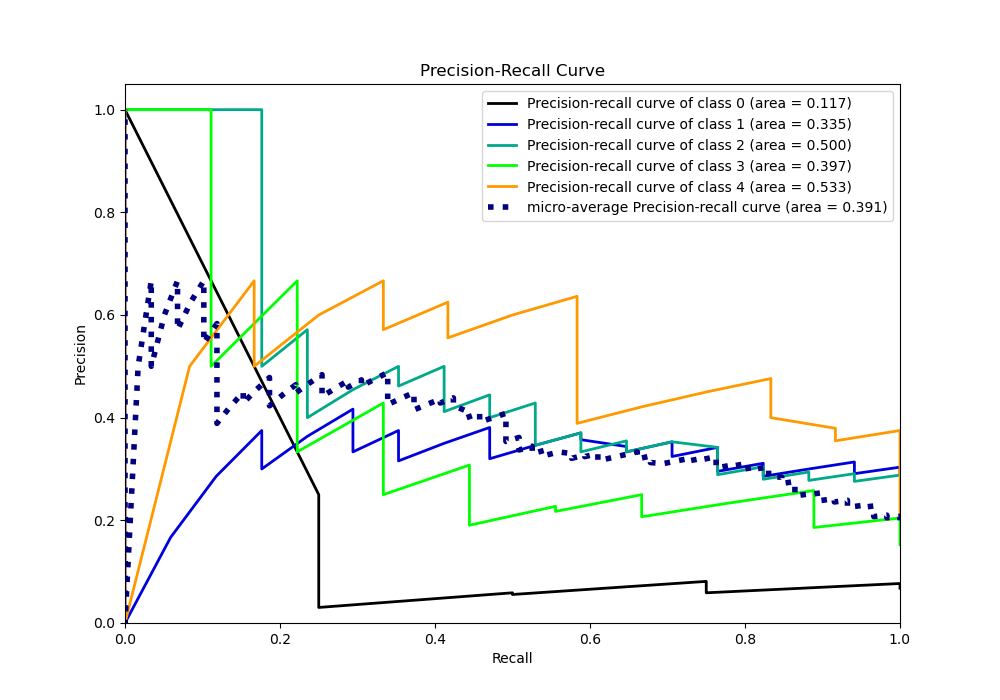 Precision-Recall Curve
Precision-recall curve of class 0 (area = 0.117)
Precision-recall curve of class 1 (area = 0.335)
Precision-recall curve of class 2 (area = 0.500)
Precision-recall curve of class 3 (area = 0.397)
Precision-recall curve of class 4 (area = 0.533)
micro-average Precision-recall curve (area = 0.391)
Precision
1.0
0.8
0.6
0.4
0.2
0.0
0.0 0.2 0.4 0.6 0.8 1.0
Recall